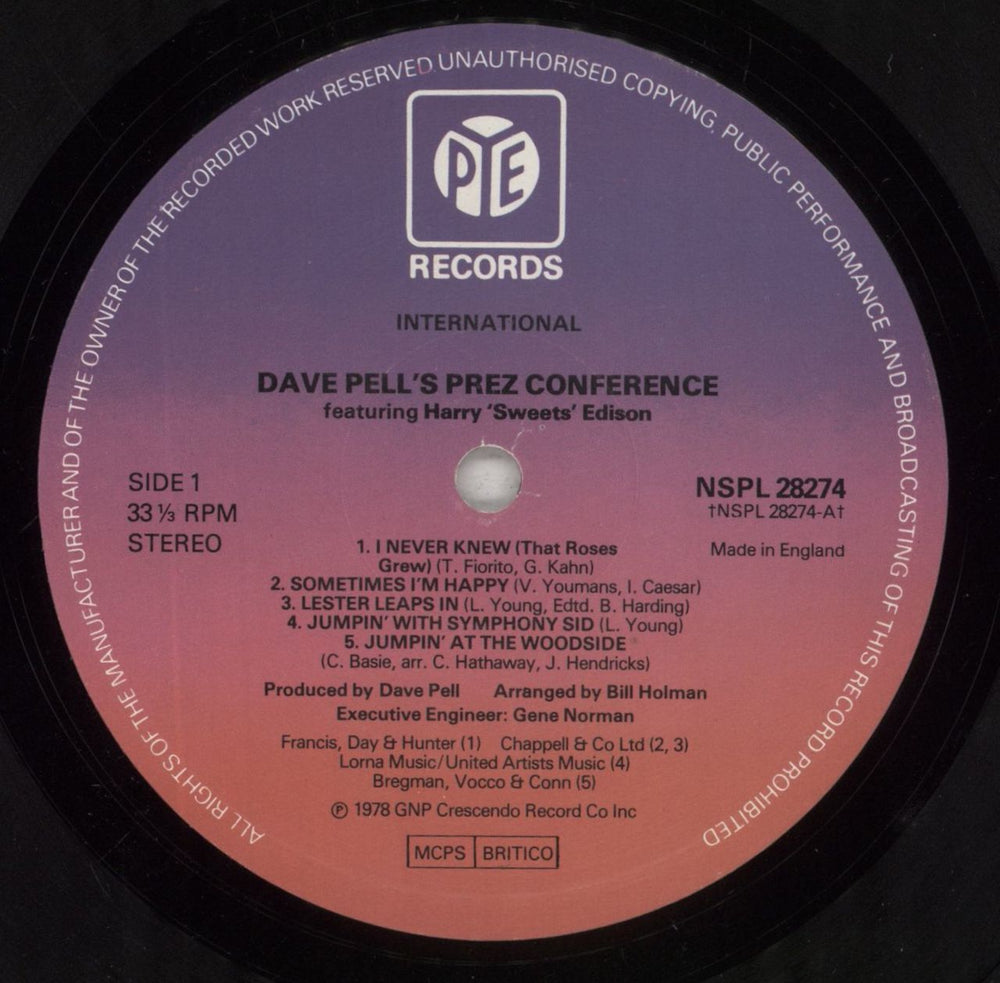 ALL RIGHTS OF THE MANUFACTURER AND OF THE OWNER OF THE RECORDED WORK RESERVED UNAUTHORISED COPYING, PUBLIC PERFORMANCE AND BROADCASTING OF THIS RECORD PROHIBITED
PYE
RECORDS
INTERNATIONAL
DAVE PELL'S PREZ CONFERENCE
featuring Harry 'Sweets' Edison
SIDE 1
33 ⅓ RPM
STEREO
NSPL 28274
†NSPL 28274-A†
Made in England
1. I NEVER KNEW (That Roses
Grew) (T. Fiorito, G. Kahn)
2. SOMETIMES I'M HAPPY (V. Youmans, I. Caesar)
3. LESTER LEAPS IN (L. Young, Edtd. B. Harding)
4. JUMPIN' WITH SYMPHONY SID (L. Young)
5. JUMPIN' AT THE WOODSIDE
(C. Basie, arr. C. Hathaway, J. Hendricks)
Produced by Dave Pell Arranged by Bill Holman
Executive Engineer: Gene Norman
Francis, Day & Hunter (1) Chappell & Co Ltd (2, 3)
Lorna Music/United Artists Music (4)
Bregman, Vocco & Conn (5)
℗ 1978 GNP Crescendo Record Co Inc
MCPS BRITICO